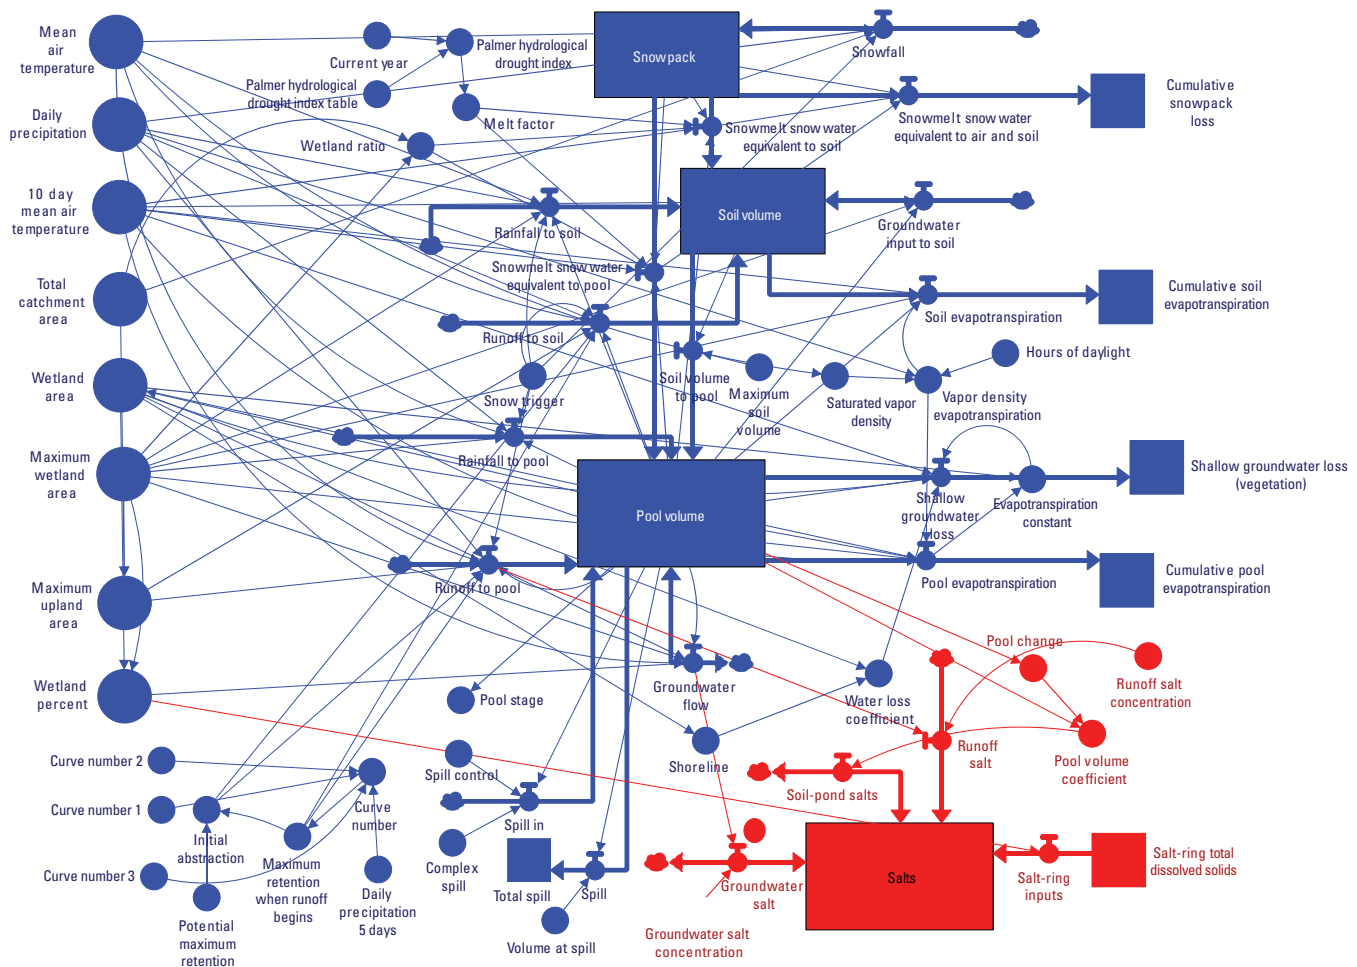 Mean
air
temperature
Current year
Palmer hydrological
drought index
Snowpack
Snowfall
Palmer hydrological
drought index table
Melt factor
Cumulative
snowpack
loss
Daily
precipitation
Wetland ratio
Snowmelt snow water
equivalent to soil
Snowmelt snow water
equivalent to air and soil
10 day
mean air
temperature
Rainfall to soil
Soil volume
Groundwater
input to soil
Snowmelt snow water
equivalent to pool
Total
catchment
area
Runoff to soil
Soil evapotranspiration
Cumulative soil
evapotranspiration
Wetland
area
Snow trigger
Soil volume
to pool
Maximum
soil
volume
Saturated vapor
density
Hours of daylight
Vapor density
evapotranspiration
Maximum
wetland
area
Rainfall to pool
Pool volume
Shallow
groundwater
loss
Evapotranspiration
constant
Shallow groundwater loss
(vegetation)
Maximum
upland
area
Runoff to pool
Pool evapotranspiration
Cumulative pool
evapotranspiration
Wetland
percent
Pool stage
Groundwater
flow
Water loss
coefficient
Pool change
Runoff salt
concentration
Shoreline
Runoff
salt
Pool volume
coefficient
Curve number 2
Spill control
Soil-pond salts
Curve number 1
Initial
abstraction
Curve
number
Spill in
Curve number 3
Maximum
retention
when runoff
begins
Daily
precipitation
5 days
Complex
spill
Total spill
Spill
Groundwater
salt
Salts
Salt-ring
inputs
Salt-ring total
dissolved solids
Potential
maximum
retention
Volume at spill
Groundwater salt
concentration